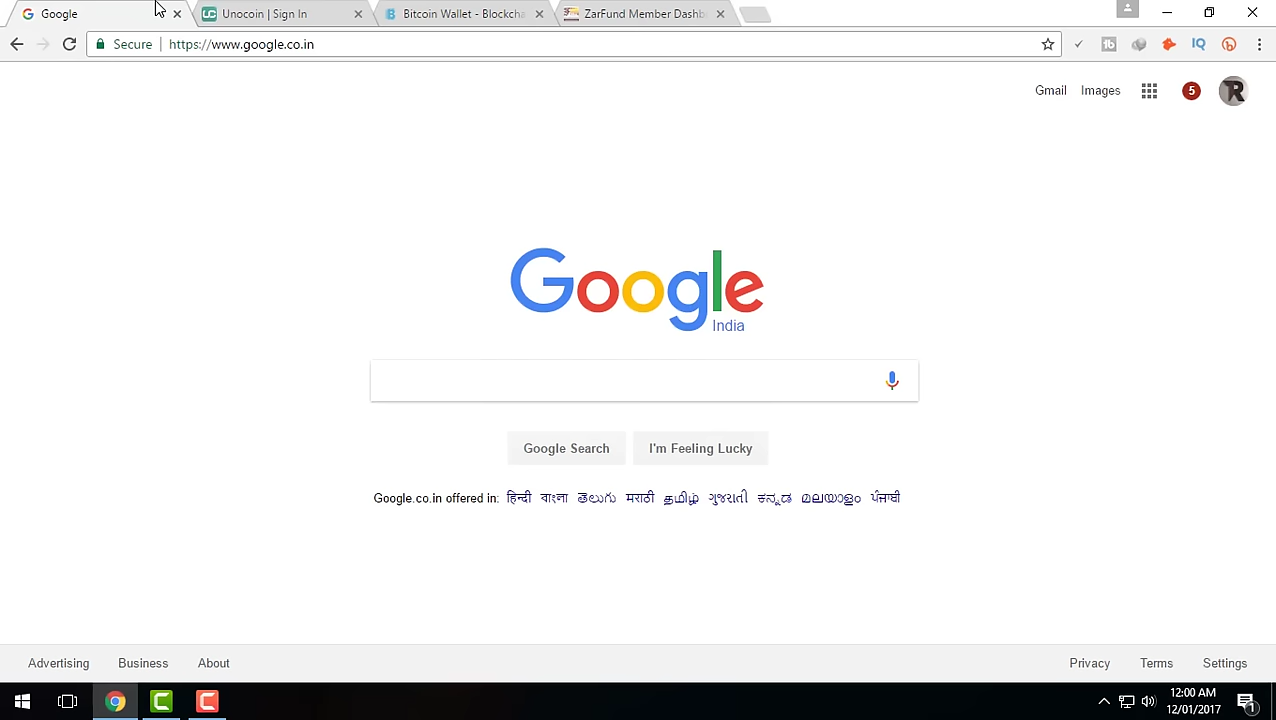 Google
Unocoin | Sign In
Bitcoin Wallet - Blockcha
ZarFund Member Dashb
Secure
https://www.google.co.in
Gmail
Images
5
Google
India
Google Search
I'm Feeling Lucky
Google.co.in offered in: हिन्दी বাংলা తెలుగు मराठी தமிழ் ગુજરાતી ಕನ್ನಡ മലയാളം ਪੰਜਾਬੀ
Advertising
Business
About
Privacy
Terms
Settings
12:00 AM
12/01/2017
1